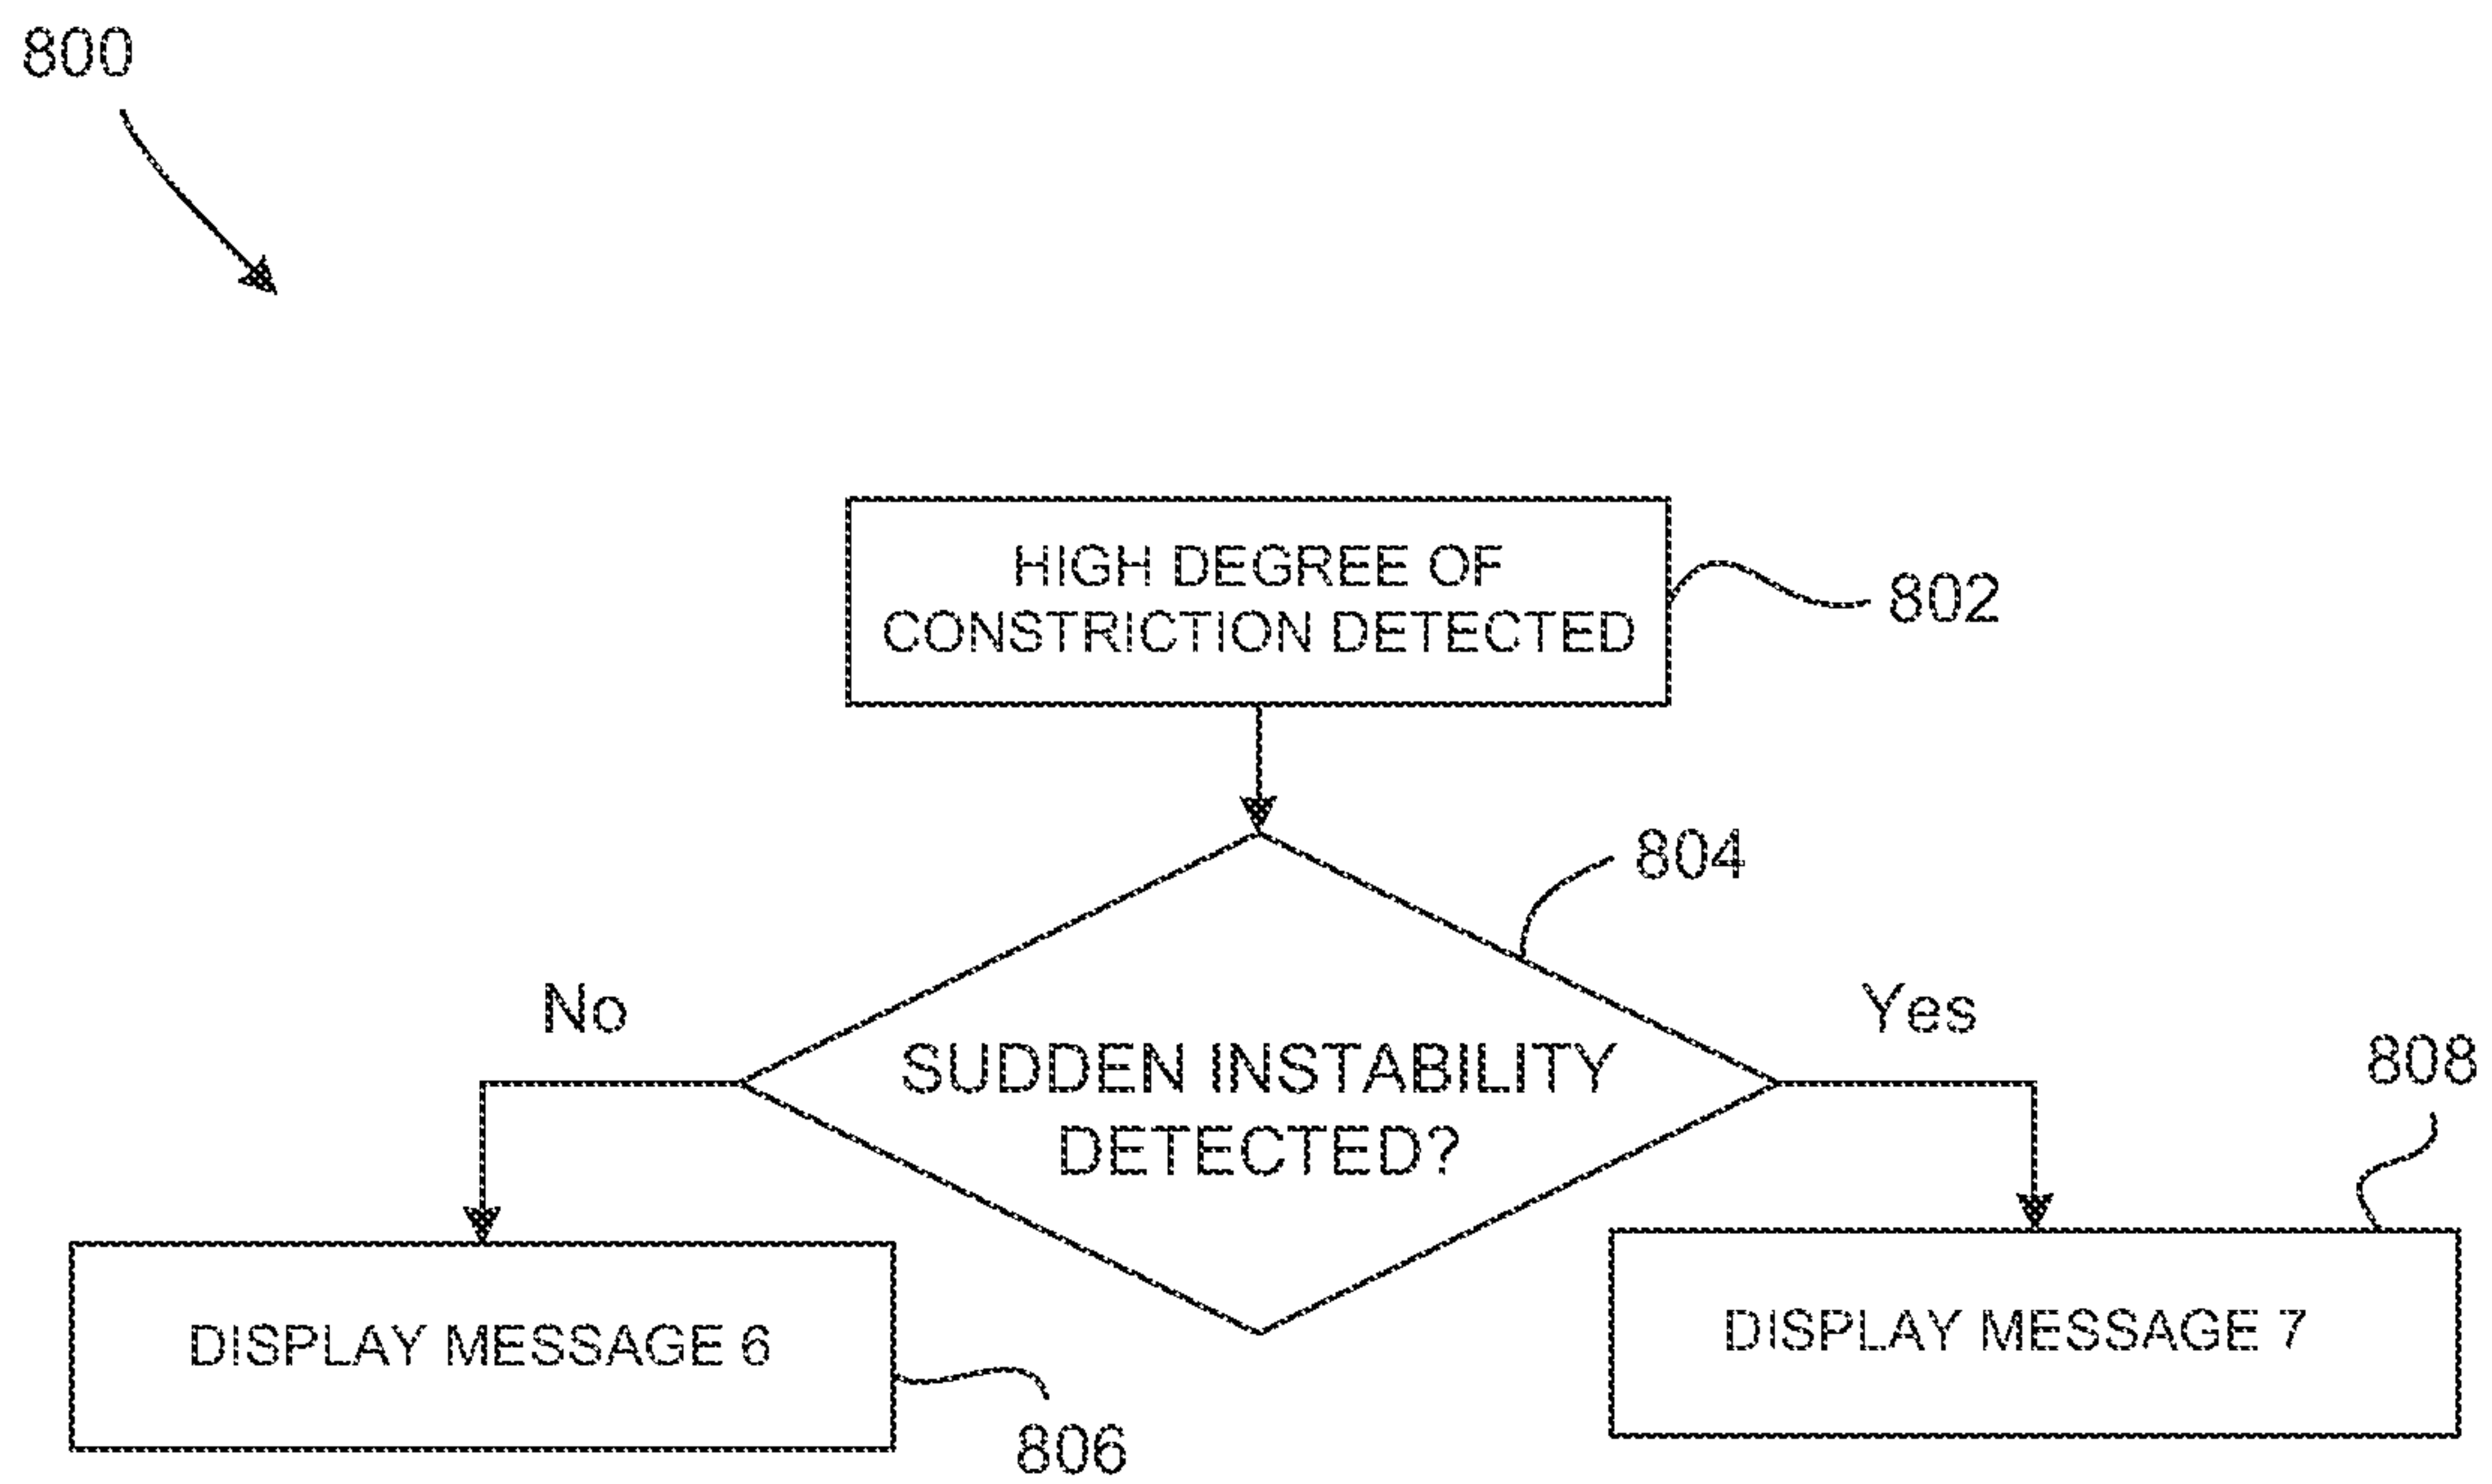 800
HIGH DEGREE OF
CONSTRICTION DETECTED
802
804
No
Yes
808
SUDDEN INSTABILITY
DETECTED?
DISPLAY MESSAGE 6
DISPLAY MESSAGE 7
806